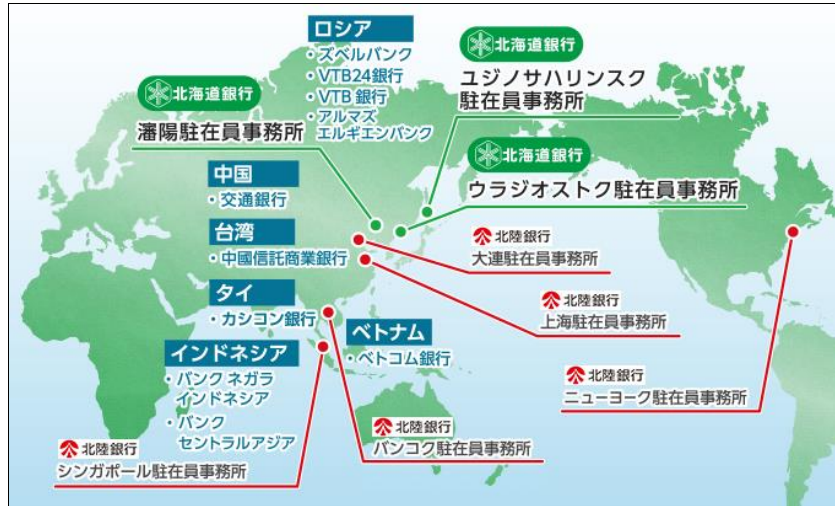 ロシア
・ズベルバンク
・VTB24銀行
・VTB 銀行
・アルマズ
エルギエンバンク
北海道銀行
ユジノサハリンスク
駐在員事務所
北海道銀行
瀋陽駐在員事務所
北海道銀行
ウラジオストク駐在員事務所
中国
・交通銀行
台湾
・中國信託商業銀行
タイ
・カシコン銀行
ベトナム
・ベトコム銀行
インドネシア
・バンク ネガラ
インドネシア
・バンク
セントラルアジア
北陸銀行
大連駐在員事務所
北陸銀行
上海駐在員事務所
北陸銀行
ニューヨーク駐在員事務所
北陸銀行
バンコク駐在員事務所
北陸銀行
シンガポール駐在員事務所